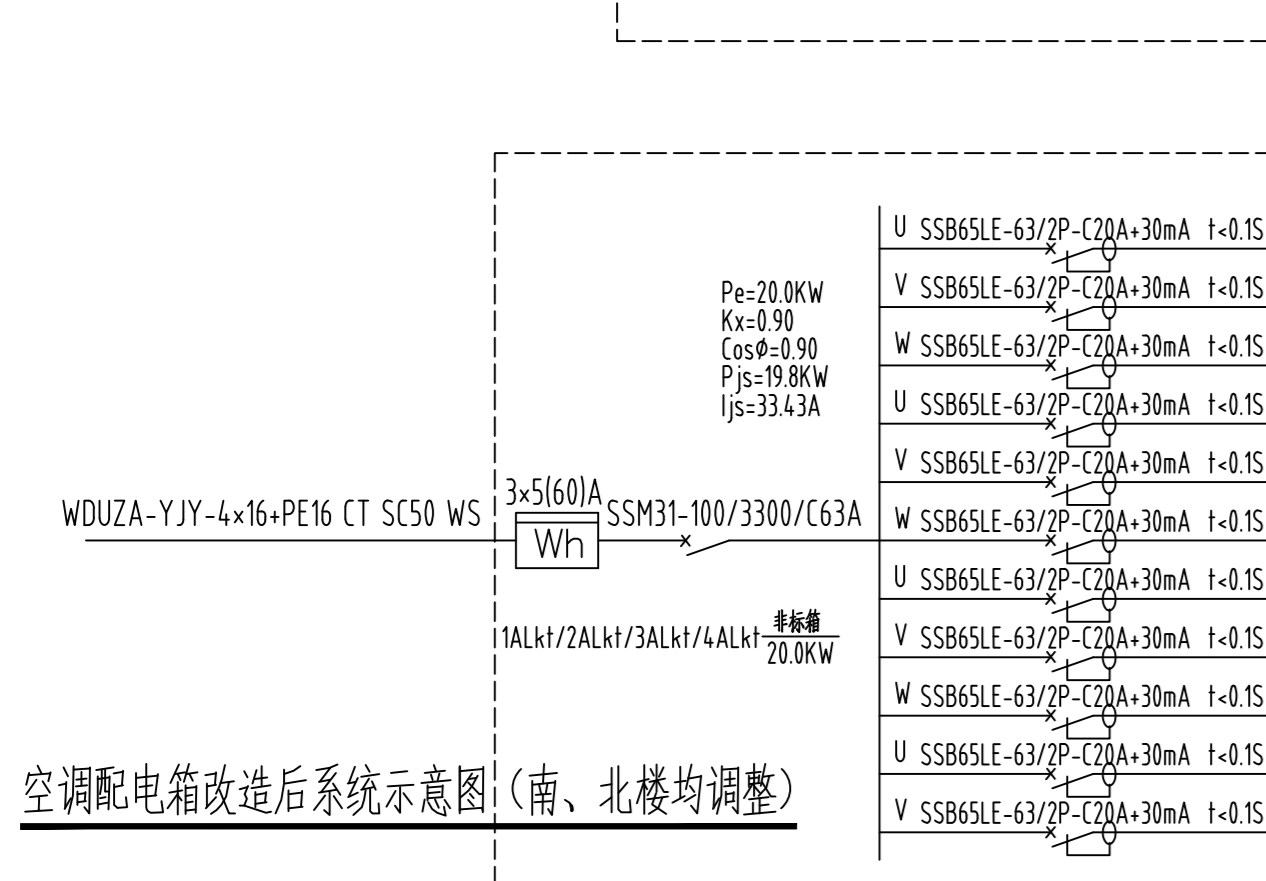 U SSB65LE-63/2P-C20A+30mA t<0.1S
V SSB65LE-63/2P-C20A+30mA t<0.1S
W SSB65LE-63/2P-C20A+30mA t<0.1S
U SSB65LE-63/2P-C20A+30mA t<0.1S
V SSB65LE-63/2P-C20A+30mA t<0.1S
W SSB65LE-63/2P-C20A+30mA t<0.1S
U SSB65LE-63/2P-C20A+30mA t<0.1S
V SSB65LE-63/2P-C20A+30mA t<0.1S
W SSB65LE-63/2P-C20A+30mA t<0.1S
U SSB65LE-63/2P-C20A+30mA t<0.1S
V SSB65LE-63/2P-C20A+30mA t<0.1S
Pe=20.0KW
Kx=0.90
CosΦ=0.90
Pjs=19.8KW
Ijs=33.43A
WDUZA-YJY-4×16+PE16 CT SC50 WS
3×5(60)A
Wh
SSM31-100/3300/C63A
1ALkt/2ALkt/3ALkt/4ALkt
非标箱
20.0KW
空调配电箱改造后系统示意图（南、北楼均调整）